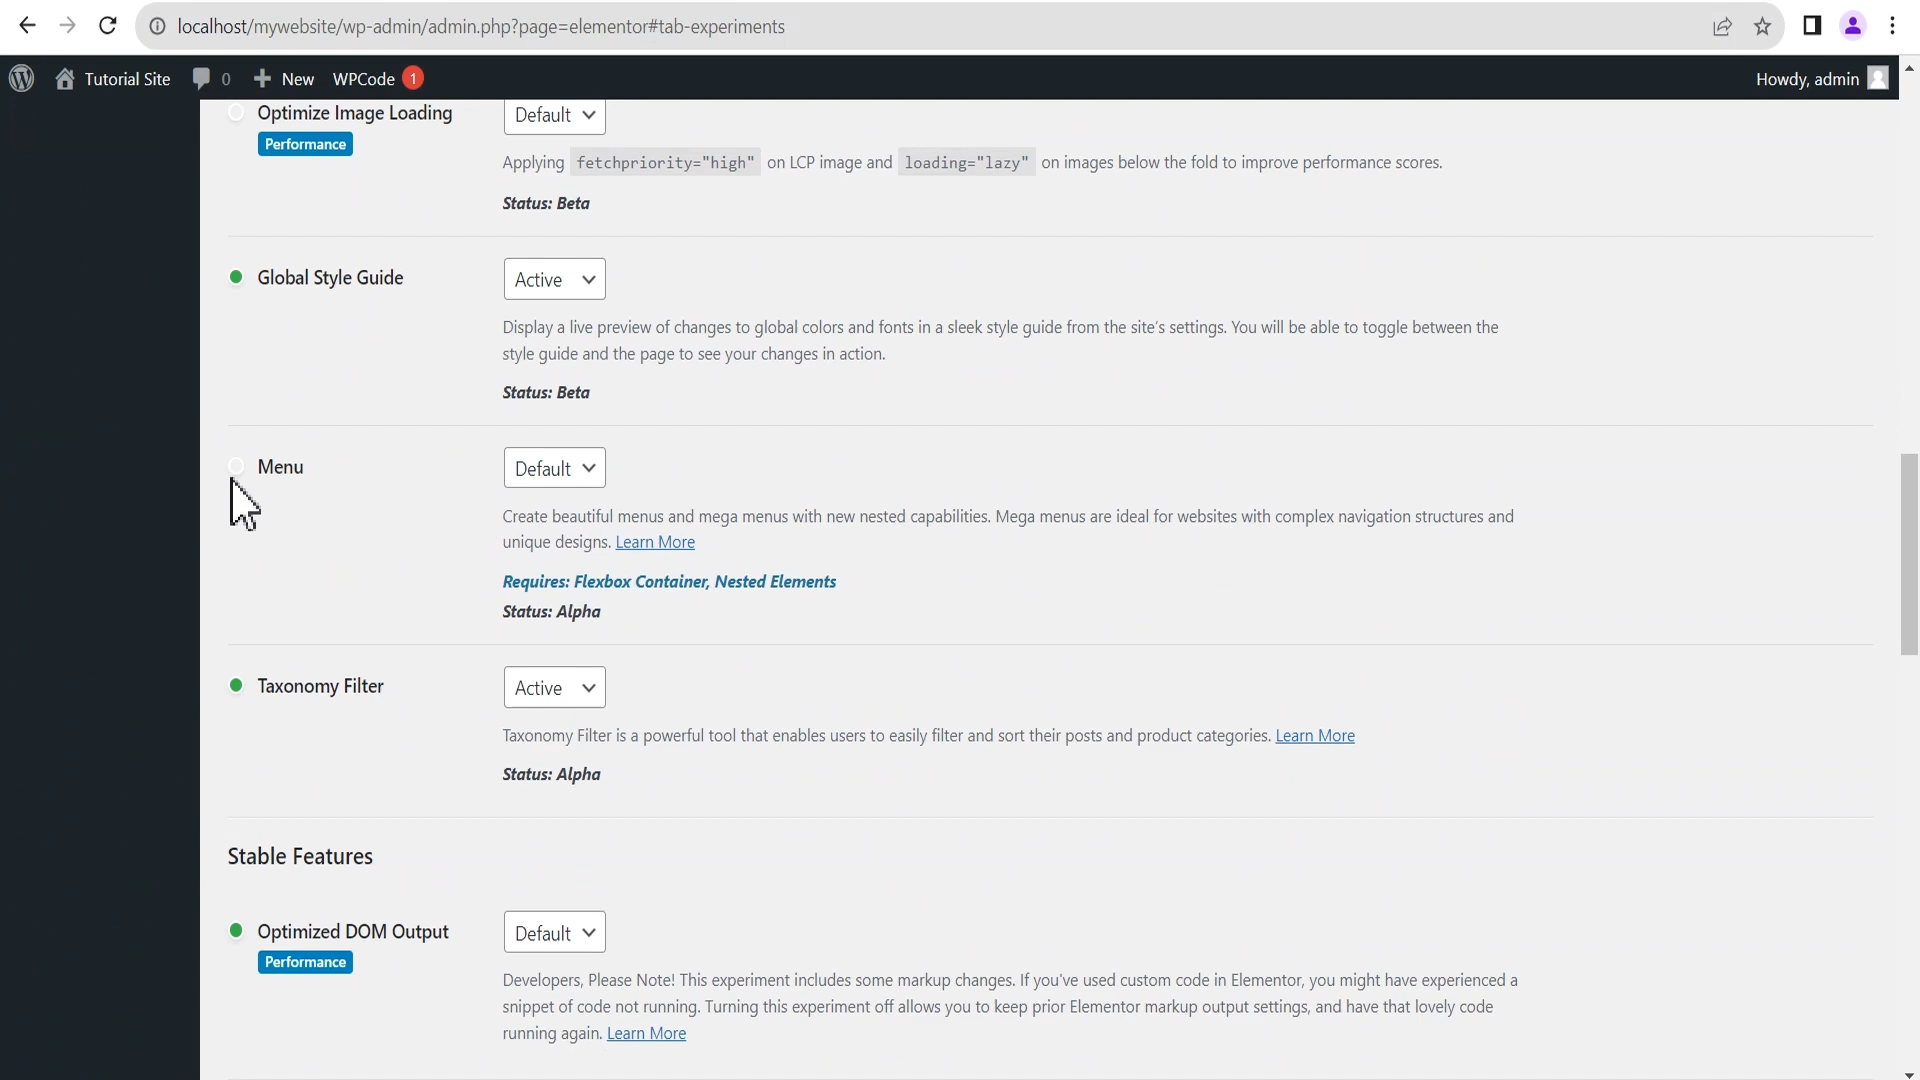 localhost/mywebsite/wp-admin/admin.php?page=elementor#tab-experiments
Tutorial Site 0 New WPCode 1 Howdy, admin
Optimize Image Loading Default
Performance
Applying fetchpriority="high" on LCP image and loading="lazy" on images below the fold to improve performance scores.
Status: Beta
Global Style Guide Active
Display a live preview of changes to global colors and fonts in a sleek style guide from the site's settings. You will be able to toggle between the
style guide and the page to see your changes in action.
Status: Beta
Menu Default
Create beautiful menus and mega menus with new nested capabilities. Mega menus are ideal for websites with complex navigation structures and
unique designs. Learn More
Requires: Flexbox Container, Nested Elements
Status: Alpha
Taxonomy Filter Active
Taxonomy Filter is a powerful tool that enables users to easily filter and sort their posts and product categories. Learn More
Status: Alpha
Stable Features
Optimized DOM Output Default
Performance
Developers, Please Note! This experiment includes some markup changes. If you've used custom code in Elementor, you might have experienced a
snippet of code not running. Turning this experiment off allows you to keep prior Elementor markup output settings, and have that lovely code
running again. Learn More